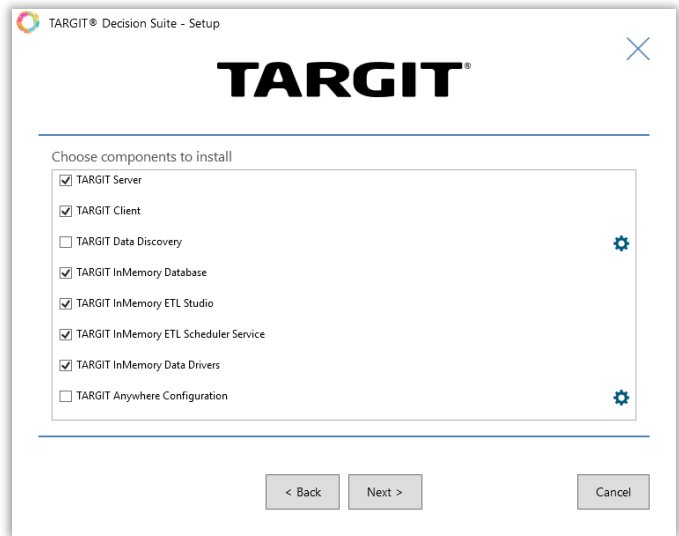 TARGIT® Decision Suite - Setup
TARGIT®
Choose components to install
TARGIT Server
TARGIT Client
TARGIT Data Discovery
TARGIT InMemory Database
TARGIT InMemory ETL Studio
TARGIT InMemory ETL Scheduler Service
TARGIT InMemory Data Drivers
TARGIT Anywhere Configuration
< Back Next > Cancel